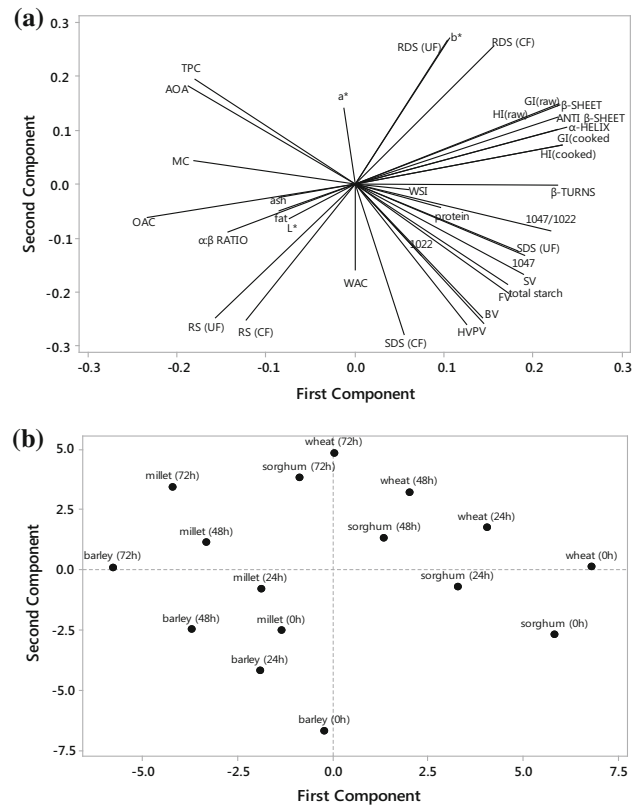 (a)
0.3
0.2
0.1
0.0
-0.1
-0.2
-0.3
Second Component
TPC
AOA
a*
RDS (UF)
b*
RDS (CF)
GI(raw)
β-SHEET
HI(raw)
ANTI β-SHEET
α-HELIX
GI(cooked
HI(cooked)
MC
WSI
β-TURNS
ash
protein
OAC
fat
L*
1047/1022
α:β RATIO
1022
SDS (UF)
1047
WAC
SV
total starch
FV
RS (UF)
RS (CF)
BV
SDS (CF)
HV
PV
-0.3
-0.2
-0.1
0.0
0.1
0.2
0.3
First Component
(b)
5.0
2.5
0.0
-2.5
-5.0
-7.5
Second Component
wheat (72h)
millet (72h)
sorghum (72h)
wheat (48h)
millet (48h)
sorghum (48h)
wheat (24h)
barley (72h)
wheat (0h)
millet (24h)
sorghum (24h)
barley (48h)
millet (0h)
sorghum (0h)
barley (24h)
barley (0h)
-5.0
-2.5
0.0
2.5
5.0
7.5
First Component